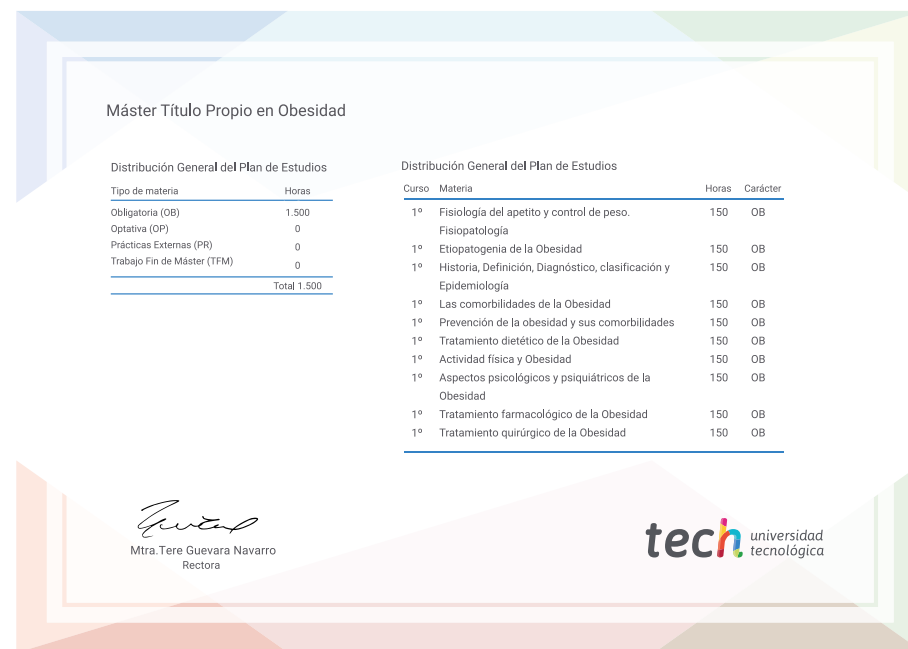 Máster Título Propio en Obesidad
Distribución General del Plan de Estudios
Tipo de materia Horas
Obligatoria (OB) 1.500
Optativa (OP) 0
Prácticas Externas (PR) 0
Trabajo Fin de Máster (TFM) 0
Total 1.500
Distribución General del Plan de Estudios
Curso Materia Horas Carácter
1º Fisiología del apetito y control de peso. 150 OB
Fisiopatología
1º Etiopatogenia de la Obesidad 150 OB
1º Historia, Definición, Diagnóstico, clasificación y 150 OB
Epidemiología
1º Las comorbilidades de la Obesidad 150 OB
1º Prevención de la obesidad y sus comorbilidades 150 OB
1º Tratamiento dietético de la Obesidad 150 OB
1º Actividad física y Obesidad 150 OB
1º Aspectos psicológicos y psiquiátricos de la 150 OB
Obesidad
1º Tratamiento farmacológico de la Obesidad 150 OB
1º Tratamiento quirúrgico de la Obesidad 150 OB
Mtra.Tere Guevara Navarro
Rectora
tech universidad
tecnológica